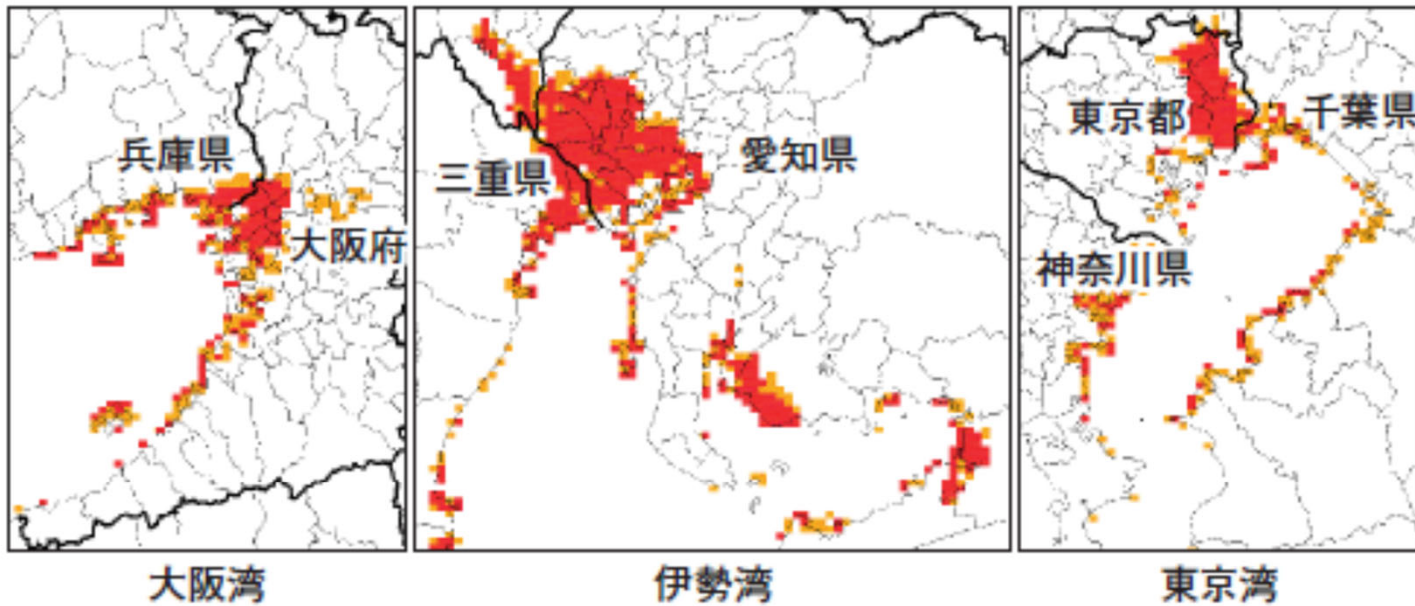 兵庫県
大阪府
大阪湾
三重県
愛知県
伊勢湾
東京都
千葉県
神奈川県
東京湾